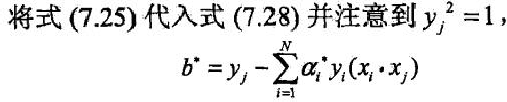 将式 (7.25) 代入式 (7.28) 并注意到 y_j^2 = 1，
b^* = y_j - \sum_{i=1}^{N} α_i^* y_i (x_i • x_j)